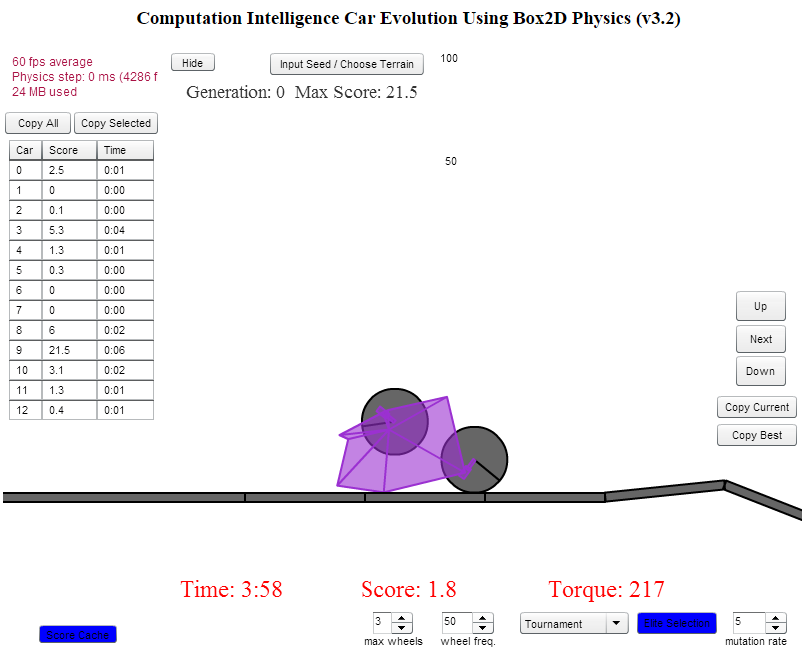 Computation Intelligence Car Evolution Using Box2D Physics (v3.2)
60 fps average
Physics step: 0 ms (4286 f
24 MB used
Hide
Input Seed / Choose Terrain
100
Generation: 0 Max Score: 21.5
Copy All
Copy Selected
Car Score Time
0 2.5 0:01
1 0 0:00
2 0.1 0:00
3 5.3 0:04
4 1.3 0:01
5 0.3 0:00
6 0 0:00
7 0 0:00
8 6 0:02
9 21.5 0:06
10 3.1 0:02
11 1.3 0:01
12 0.4 0:01
50
Up
Next
Down
Copy Current
Copy Best
Time: 3:58 Score: 1.8 Torque: 217
3 50 Tournament Elite Selection 5
max wheels wheel freq. mutation rate
Score Cache